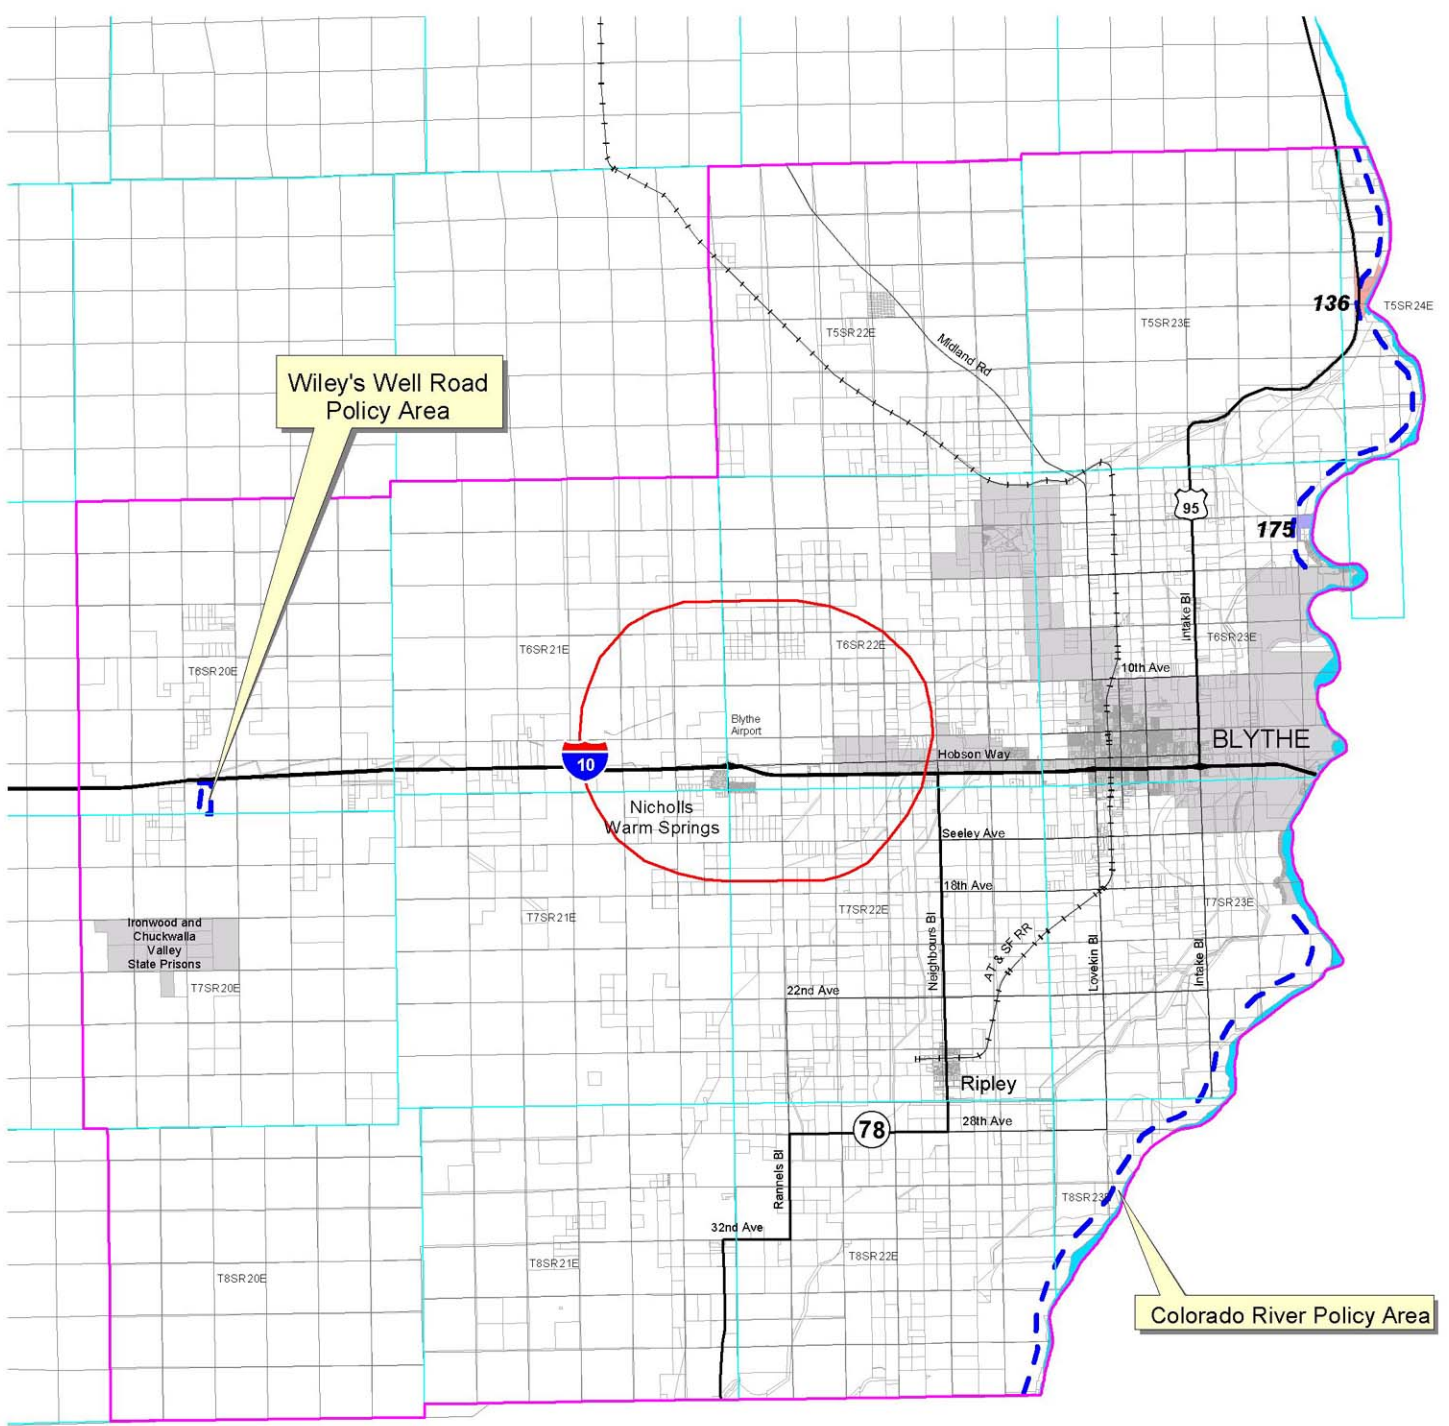 136
T5SR24E
T5SR23E
T5SR22E
Midland Rd
Wiley's Well Road
Policy Area
95
175
Intake Bl
T6SR23E
T6SR22E
T6SR21E
T6SR20E
10th Ave
Blythe
Airport
BLYTHE
Hobson Way
10
Nicholls
Warm Springs
Seeley Ave
18th Ave
T7SR23E
T7SR22E
T7SR21E
Ironwood and
Chuckwalla
Valley
State Prisons
T7SR20E
Neighbours Bl
AT & SF RR
Lovekin Bl
Intake Bl
22nd Ave
Ripley
28th Ave
78
Rannels Bl
T8SR23E
32nd Ave
T8SR22E
T8SR21E
T8SR20E
Colorado River Policy Area